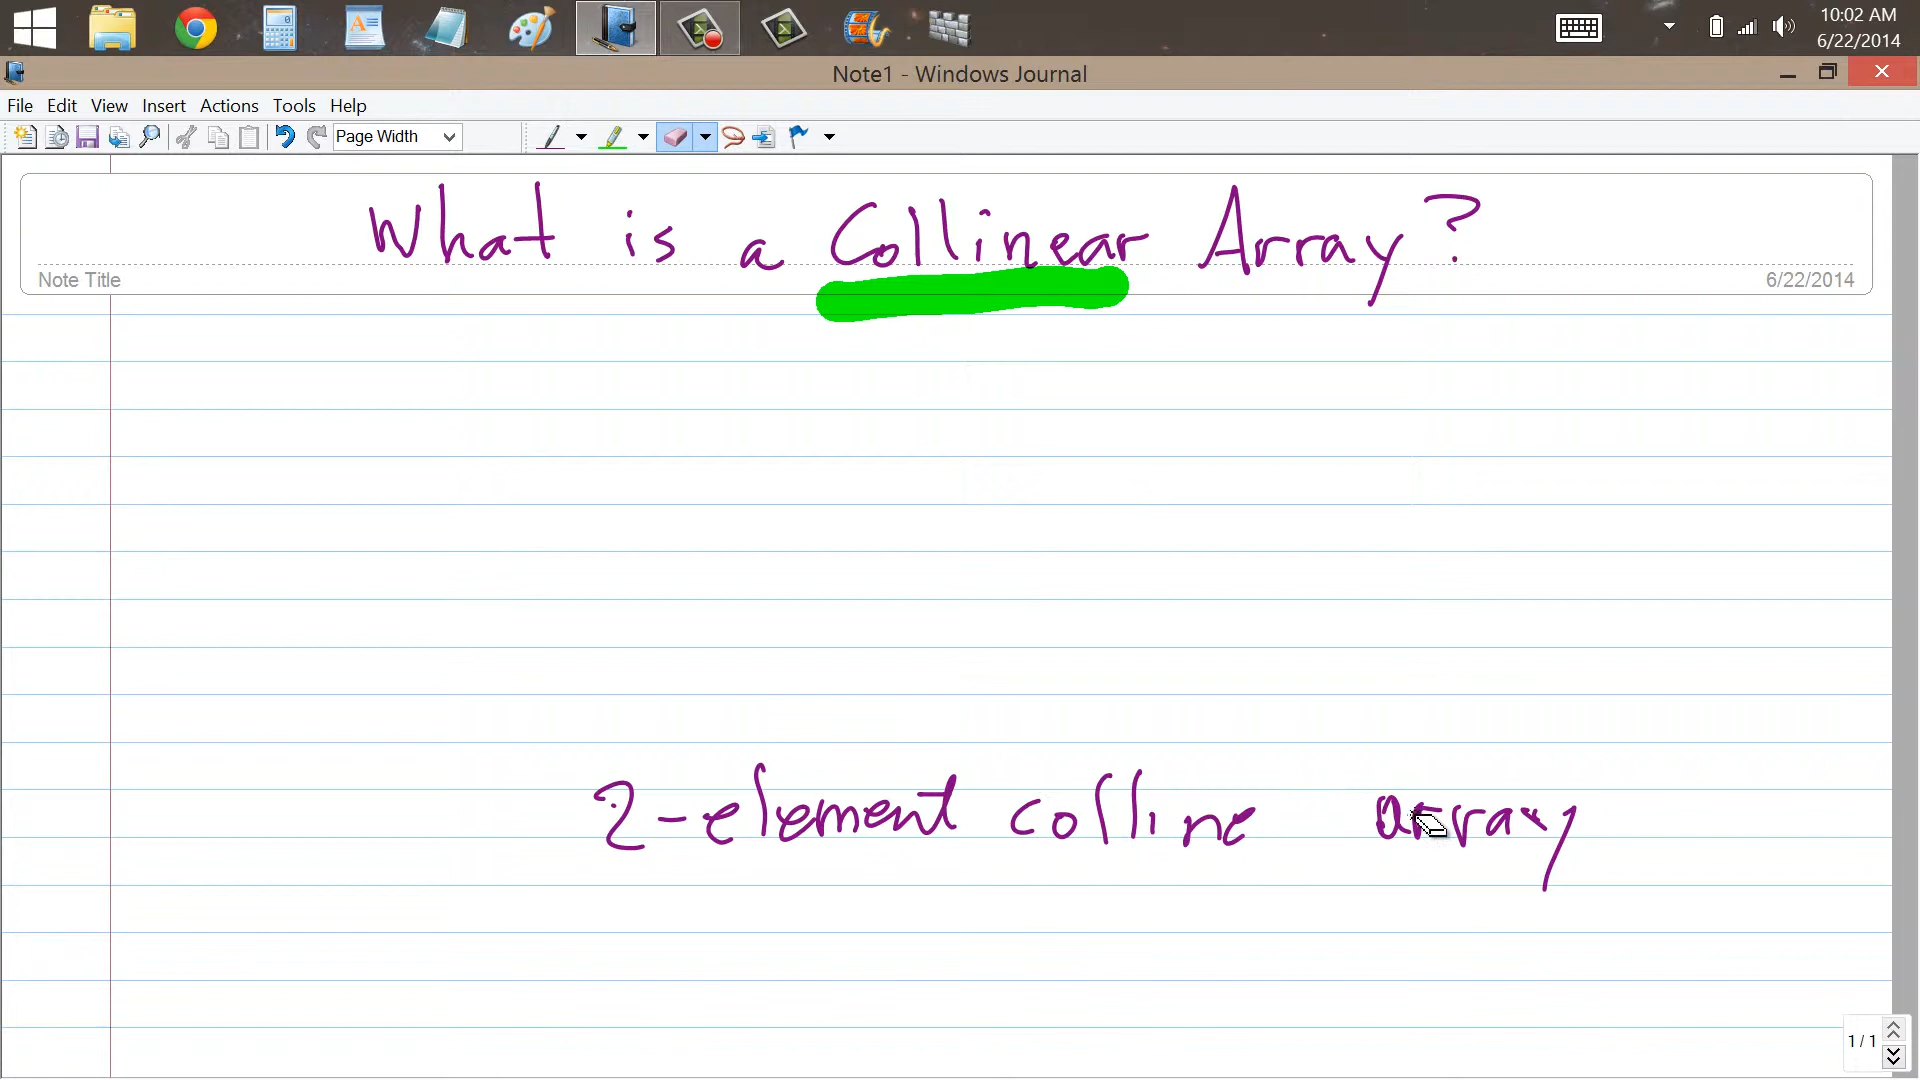 10:02 AM
6/22/2014
Note1 - Windows Journal
File Edit View Insert Actions Tools Help
Page Width
What is a Collinear Array?
Note Title 6/22/2014
2-element colline array
1 / 1